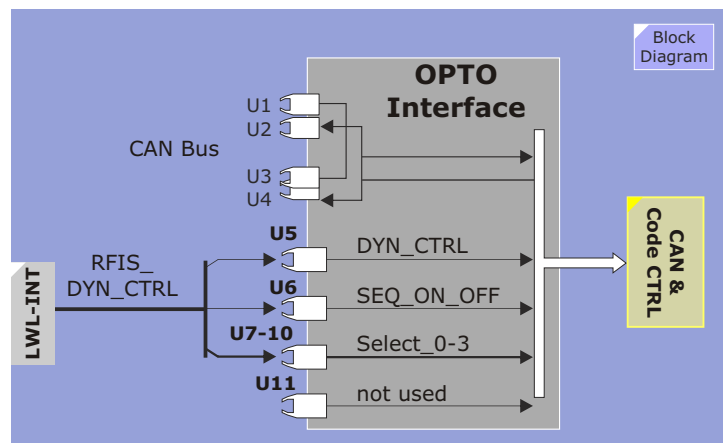 Block
Diagram
OPTO
Interface
U1
U2
CAN Bus
U3
U4
U5
DYN_CTRL
RFIS_
DYN_CTRL
LWL-INT
U6
SEQ_ON_OFF
U7-10
Select_0-3
U11
not used
CAN &
Code CTRL